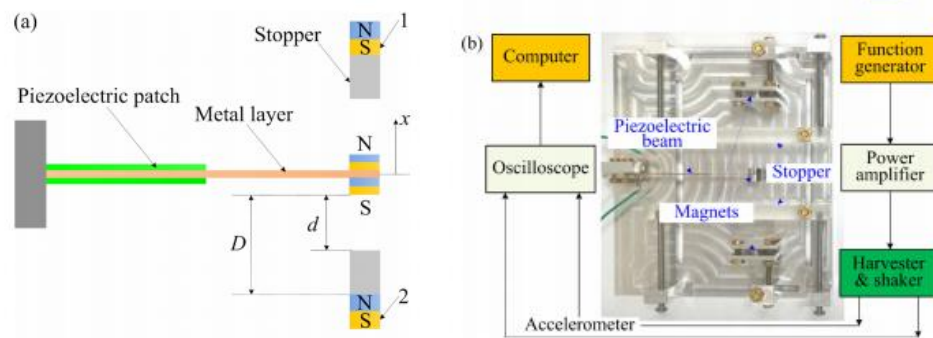 (a)
N
S
1
Stopper
Piezoelectric patch
Metal layer
x
N
S
D
d
N
S
2
(b)
Computer
Function
generator
Piezoelectric
beam
Oscilloscope
Stopper
Power
amplifier
Magnets
Harvester
& shaker
Accelerometer